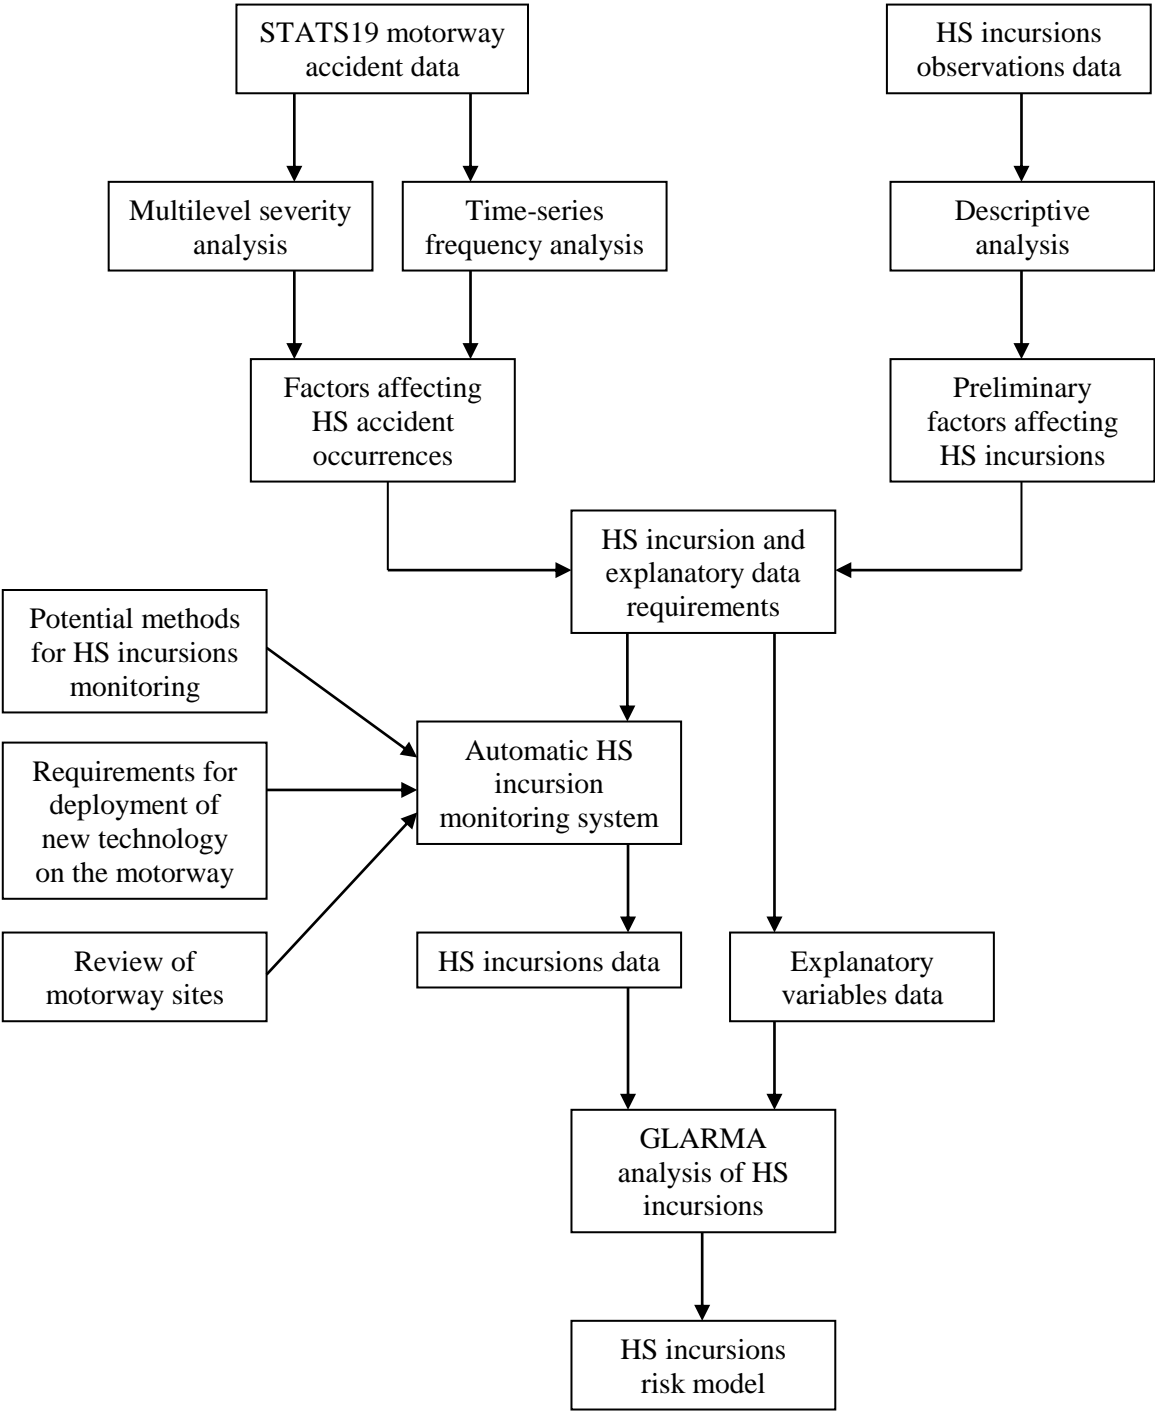 STATS19 motorway
accident data
HS incursions
observations data
Multilevel severity
analysis
Time-series
frequency analysis
Descriptive
analysis
Factors affecting
HS accident
occurrences
Preliminary
factors affecting
HS incursions
HS incursion and
explanatory data
requirements
Potential methods
for HS incursions
monitoring
Requirements for
deployment of
new technology
on the motorway
Review of
motorway sites
Automatic HS
incursion
monitoring system
HS incursions data
Explanatory
variables data
GLARMA
analysis of HS
incursions
HS incursions
risk model